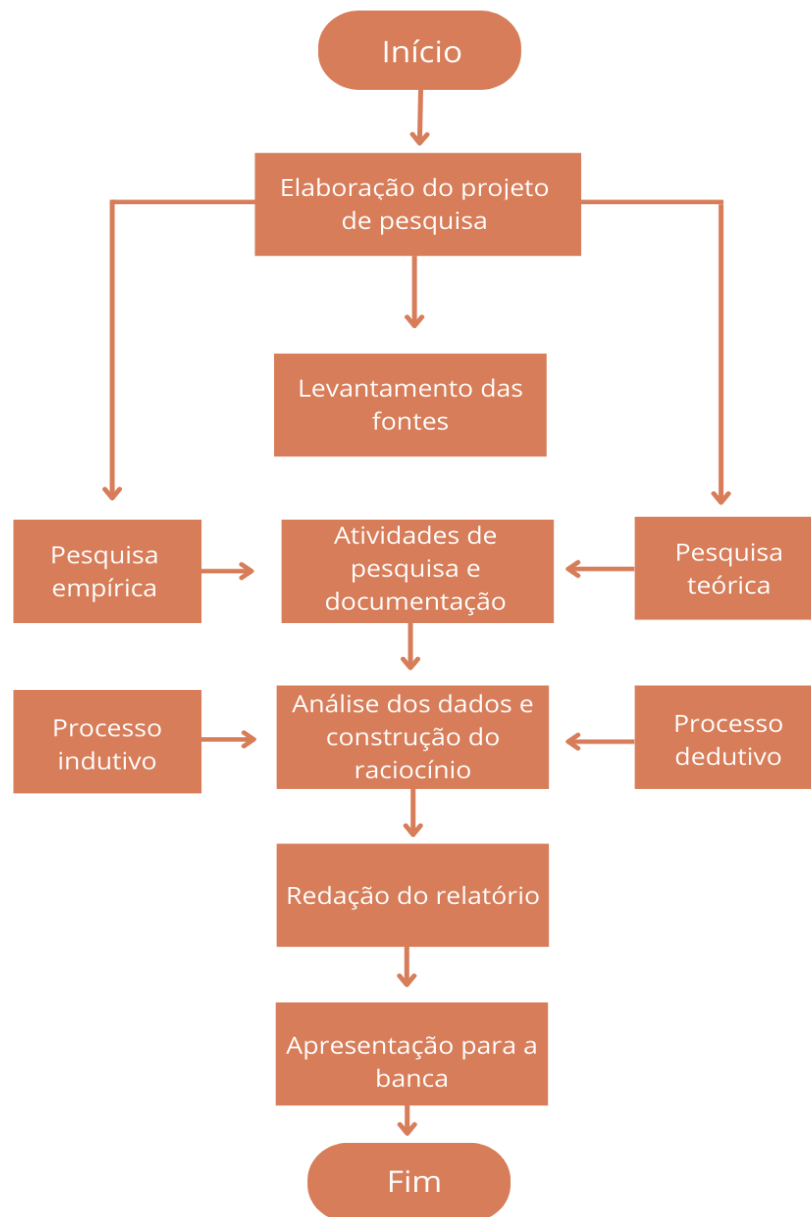 Início
Elaboração do projeto
de pesquisa
Levantamento das
fontes
Pesquisa
empírica
Atividades de
pesquisa e
documentação
Pesquisa
teórica
Processo
indutivo
Análise dos dados e
construção do
raciocínio
Processo
dedutivo
Redação do relatório
Apresentação para a
banca
Fim